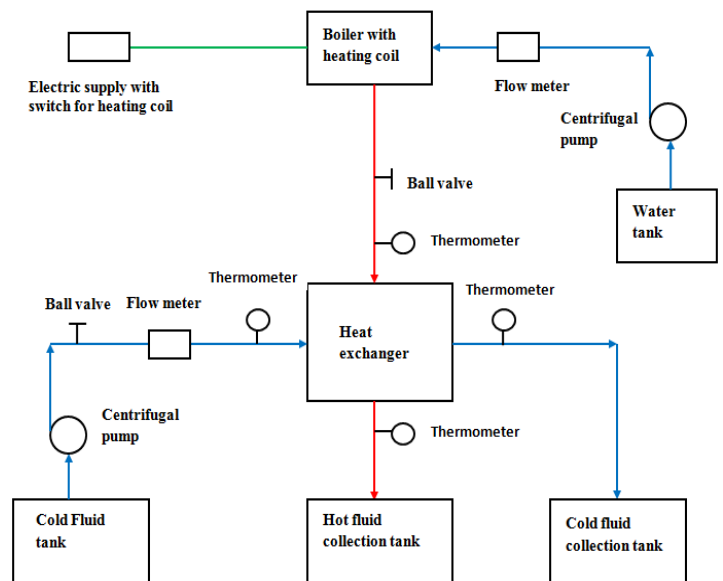 Boiler with
heating coil
Electric supply with
switch for heating coil
Flow meter
Centrifugal
pump
Water
tank
Ball valve
Thermometer
Thermometer
Thermometer
Ball valve
Flow meter
Heat
exchanger
Centrifugal
pump
Thermometer
Cold Fluid
tank
Hot fluid
collection tank
Cold fluid
collection tank